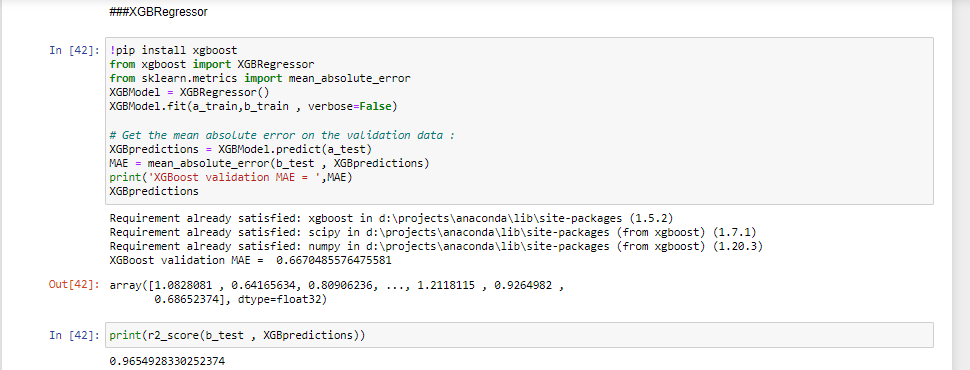 ###XGBRegressor
In [42]: !pip install xgboost
from xgboost import XGBRegressor
from sklearn.metrics import mean_absolute_error
XGBModel = XGBRegressor()
XGBModel.fit(a_train,b_train , verbose=False)
# Get the mean absolute error on the validation data :
XGBpredictions = XGBModel.predict(a_test)
MAE = mean_absolute_error(b_test , XGBpredictions)
print('XGBoost validation MAE = ',MAE)
XGBpredictions
Requirement already satisfied: xgboost in d:\projects\anaconda\lib\site-packages (1.5.2)
Requirement already satisfied: scipy in d:\projects\anaconda\lib\site-packages (from xgboost) (1.7.1)
Requirement already satisfied: numpy in d:\projects\anaconda\lib\site-packages (from xgboost) (1.20.3)
XGBoost validation MAE =  0.6670485576475581
Out[42]: array([1.0828081 , 0.64165634, 0.80906236, ..., 1.2118115 , 0.9264982 ,
0.68652374], dtype=float32)
In [42]: print(r2_score(b_test , XGBpredictions))
0.9654928330252374